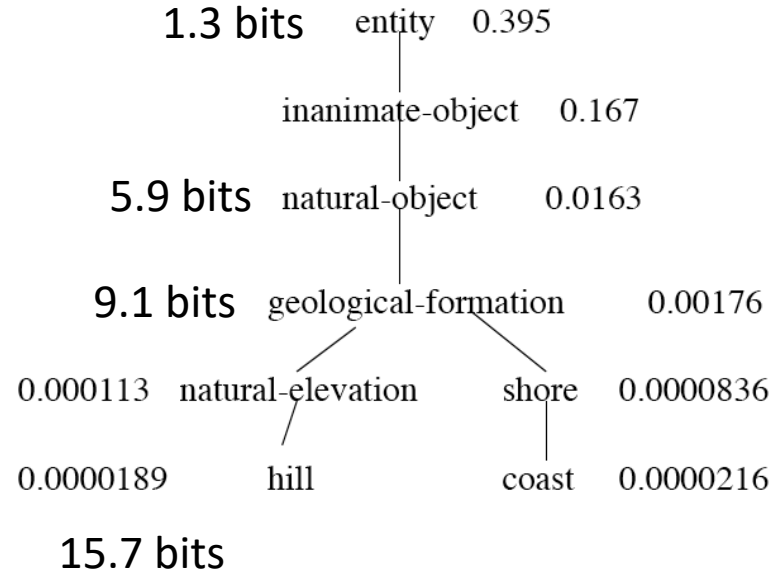 1.3 bits entity 0.395
inanimate-object 0.167
5.9 bits natural-object 0.0163
9.1 bits geological-formation 0.00176
0.000113 natural-elevation shore 0.0000836
0.0000189 hill coast 0.0000216
15.7 bits